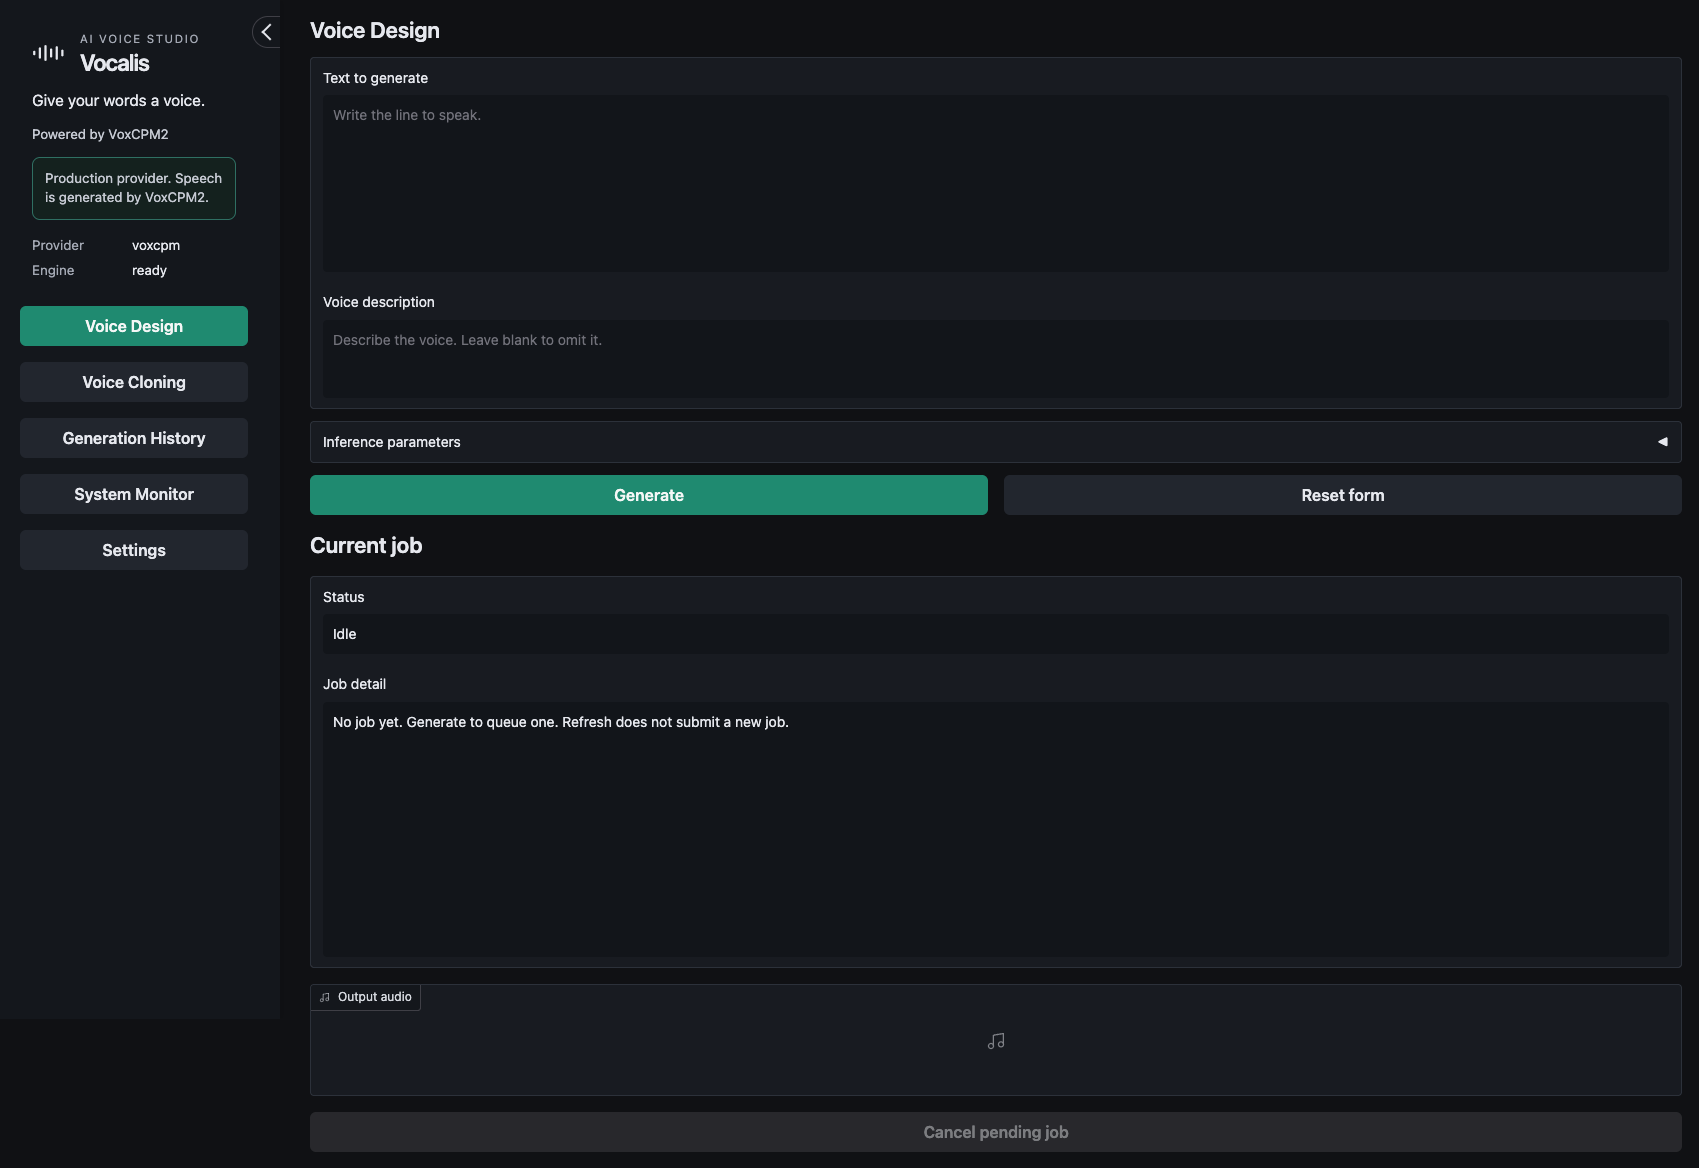 AI VOICE STUDIO
Vocalis
Give your words a voice.
Powered by VoxCPM2
Production provider. Speech
is generated by VoxCPM2.
Provider voxcpm
Engine ready
Voice Design
Voice Cloning
Generation History
System Monitor
Settings
Voice Design
Text to generate
Write the line to speak.
Voice description
Describe the voice. Leave blank to omit it.
Inference parameters
Generate Reset form
Current job
Status
Idle
Job detail
No job yet. Generate to queue one. Refresh does not submit a new job.
Output audio
Cancel pending job